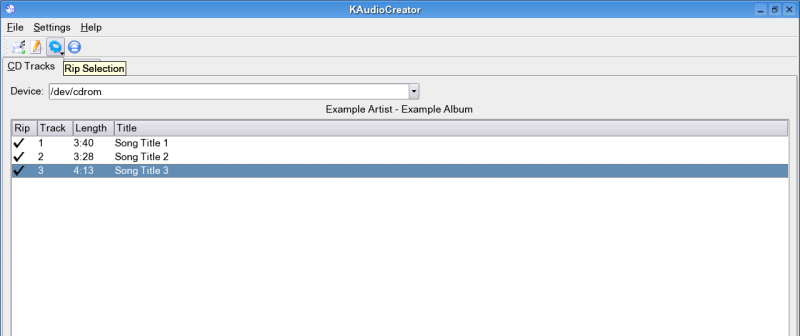 KAudioCreator
File Settings Help
CD Tracks
Rip Selection
Device: /dev/cdrom
Example Artist - Example Album
Rip Track Length Title
1 3:40 Song Title 1
2 3:28 Song Title 2
3 4:13 Song Title 3